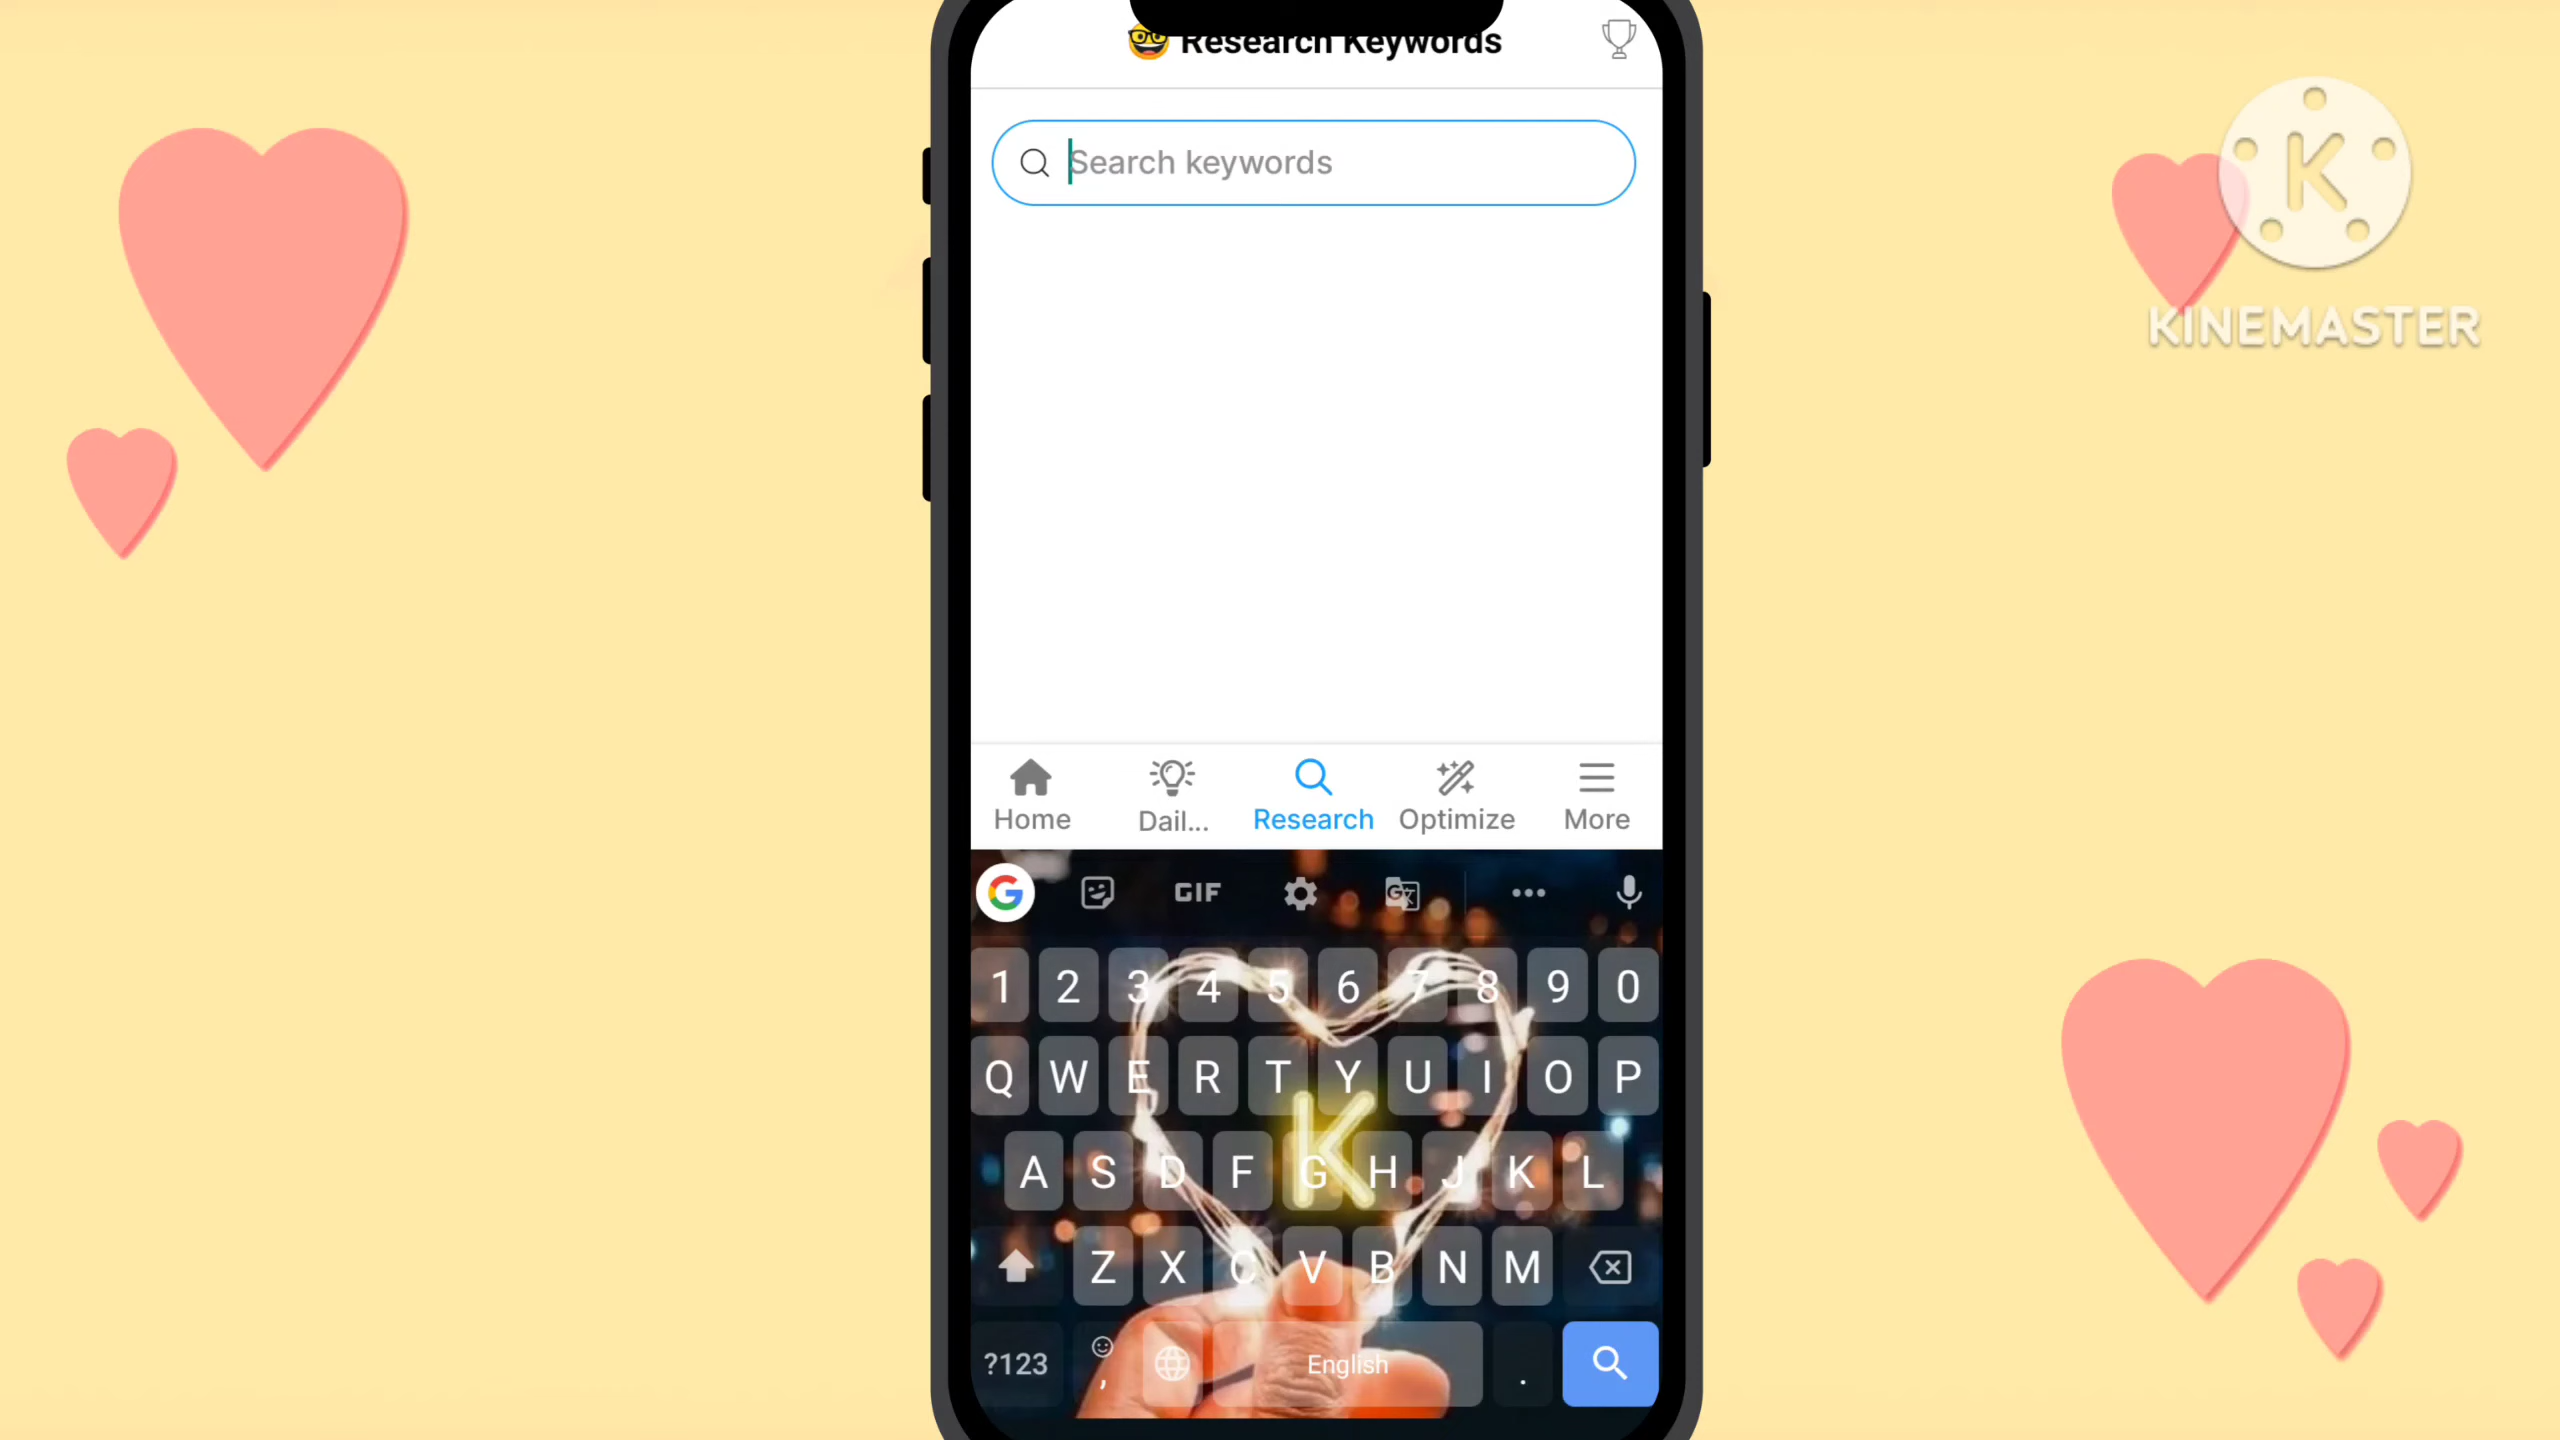 Research Keywords
Search keywords
K
KINEMASTER
Home Dail... Research Optimize More
G GIF
1 2 3 4 5 6 7 8 9 0
Q W E R T Y U I O P
K
A S D F G H J K L
Z X C V B N M
?123 , English .